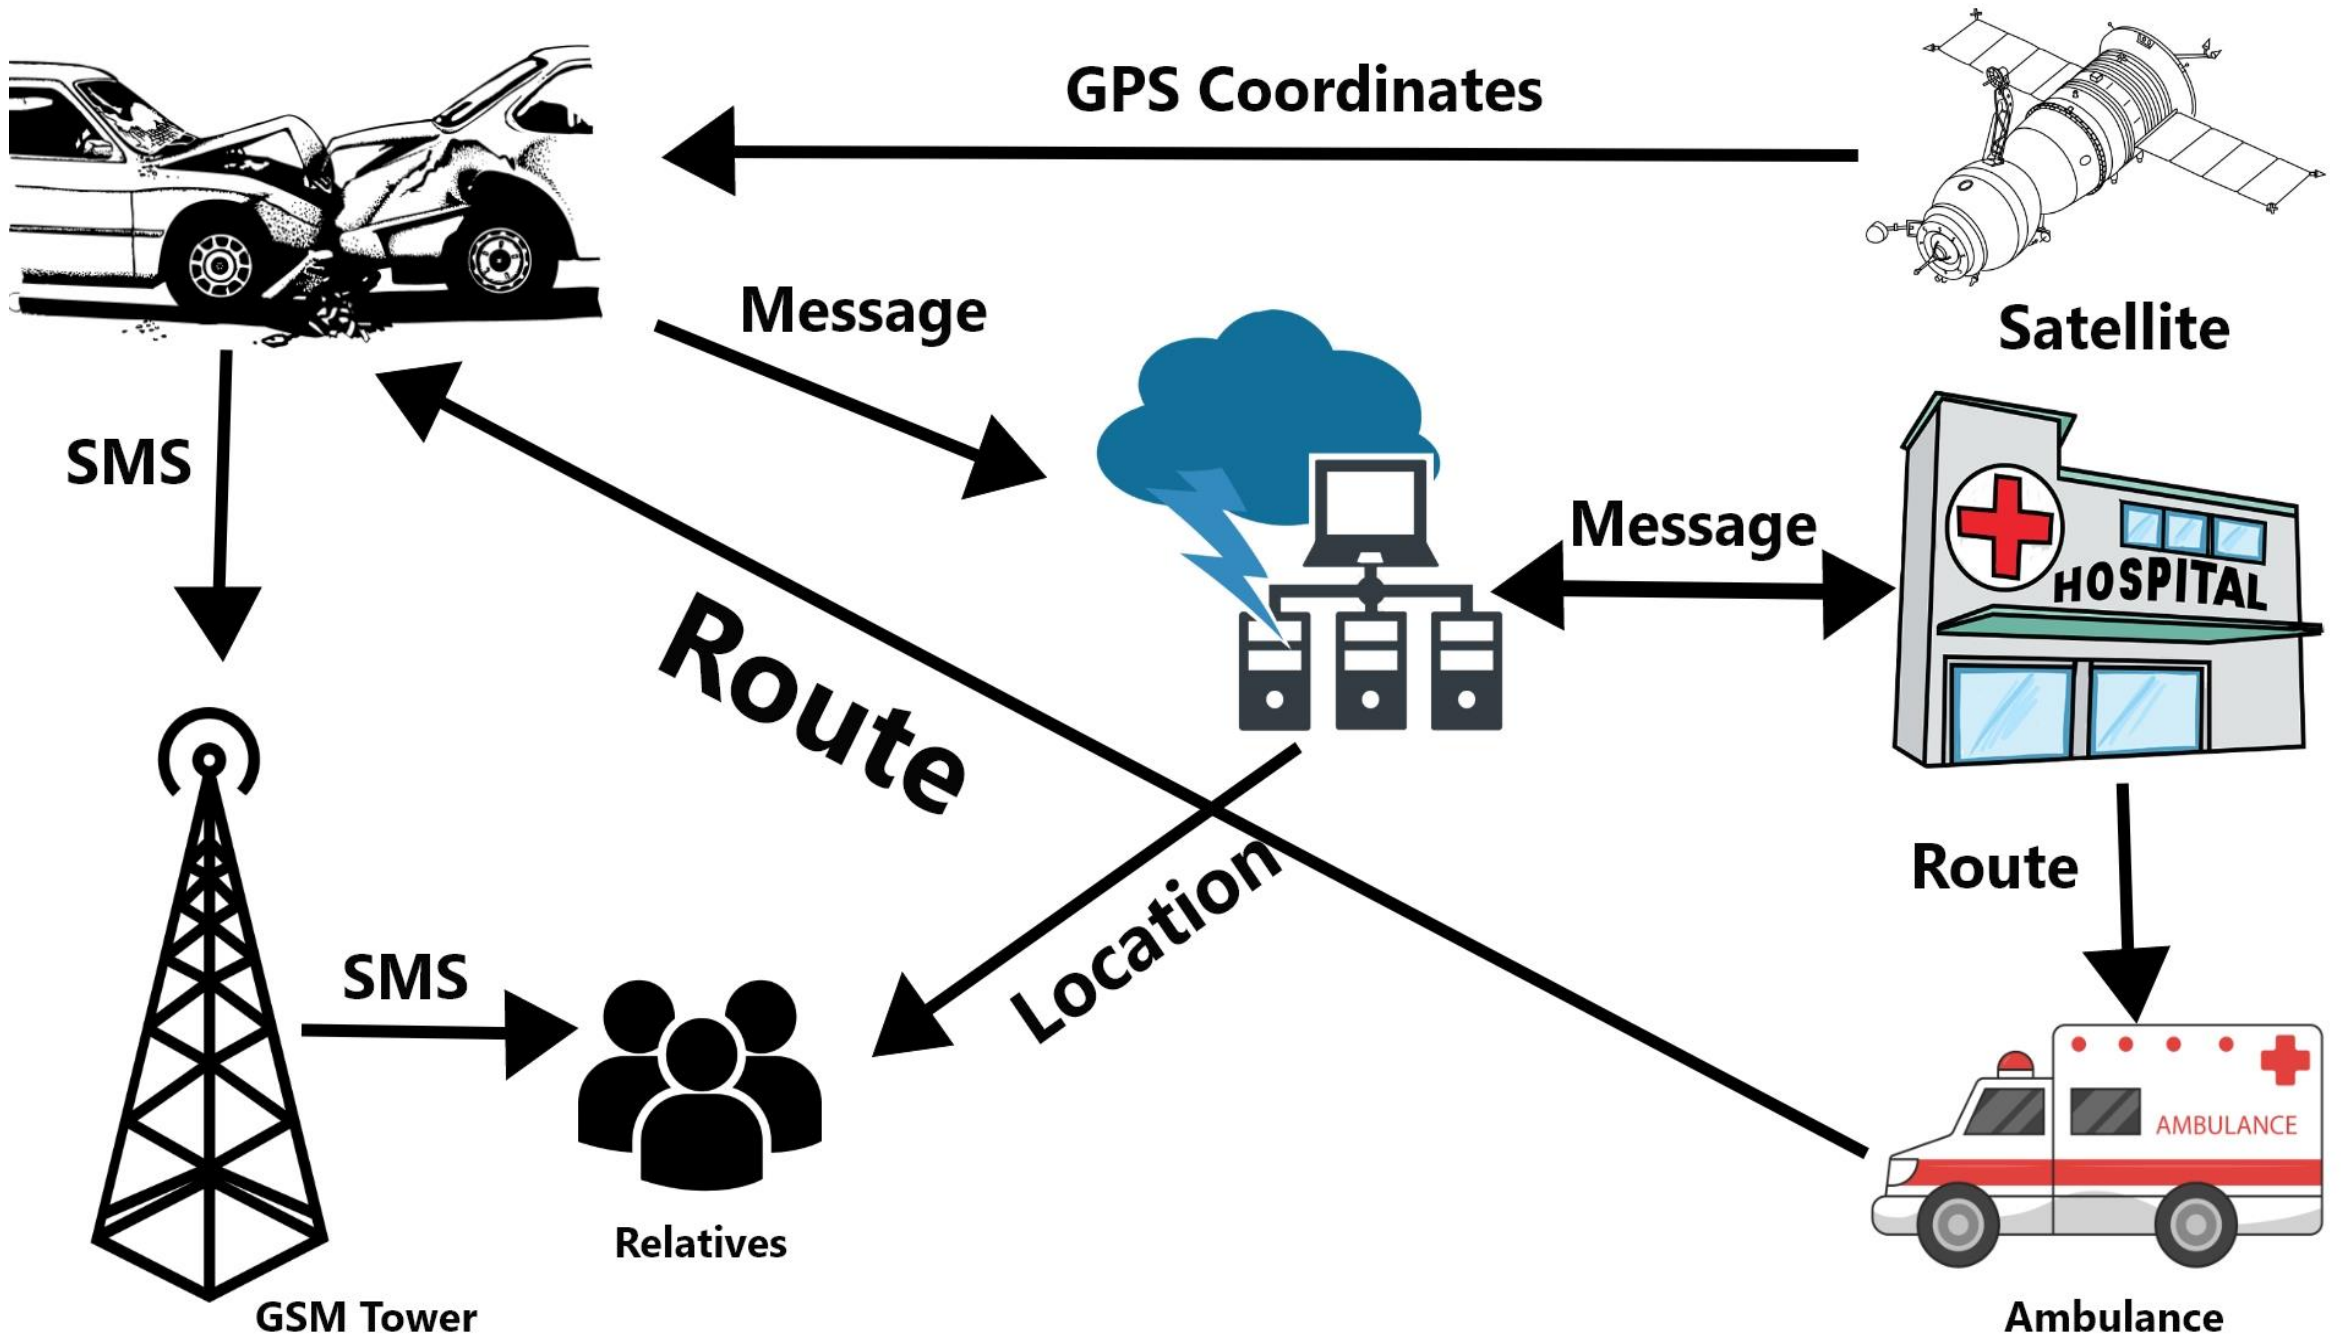 GPS Coordinates
Satellite
Message
SMS
Message
HOSPITAL
Route
Route
Location
SMS
AMBULANCE
Relatives
GSM Tower
Ambulance